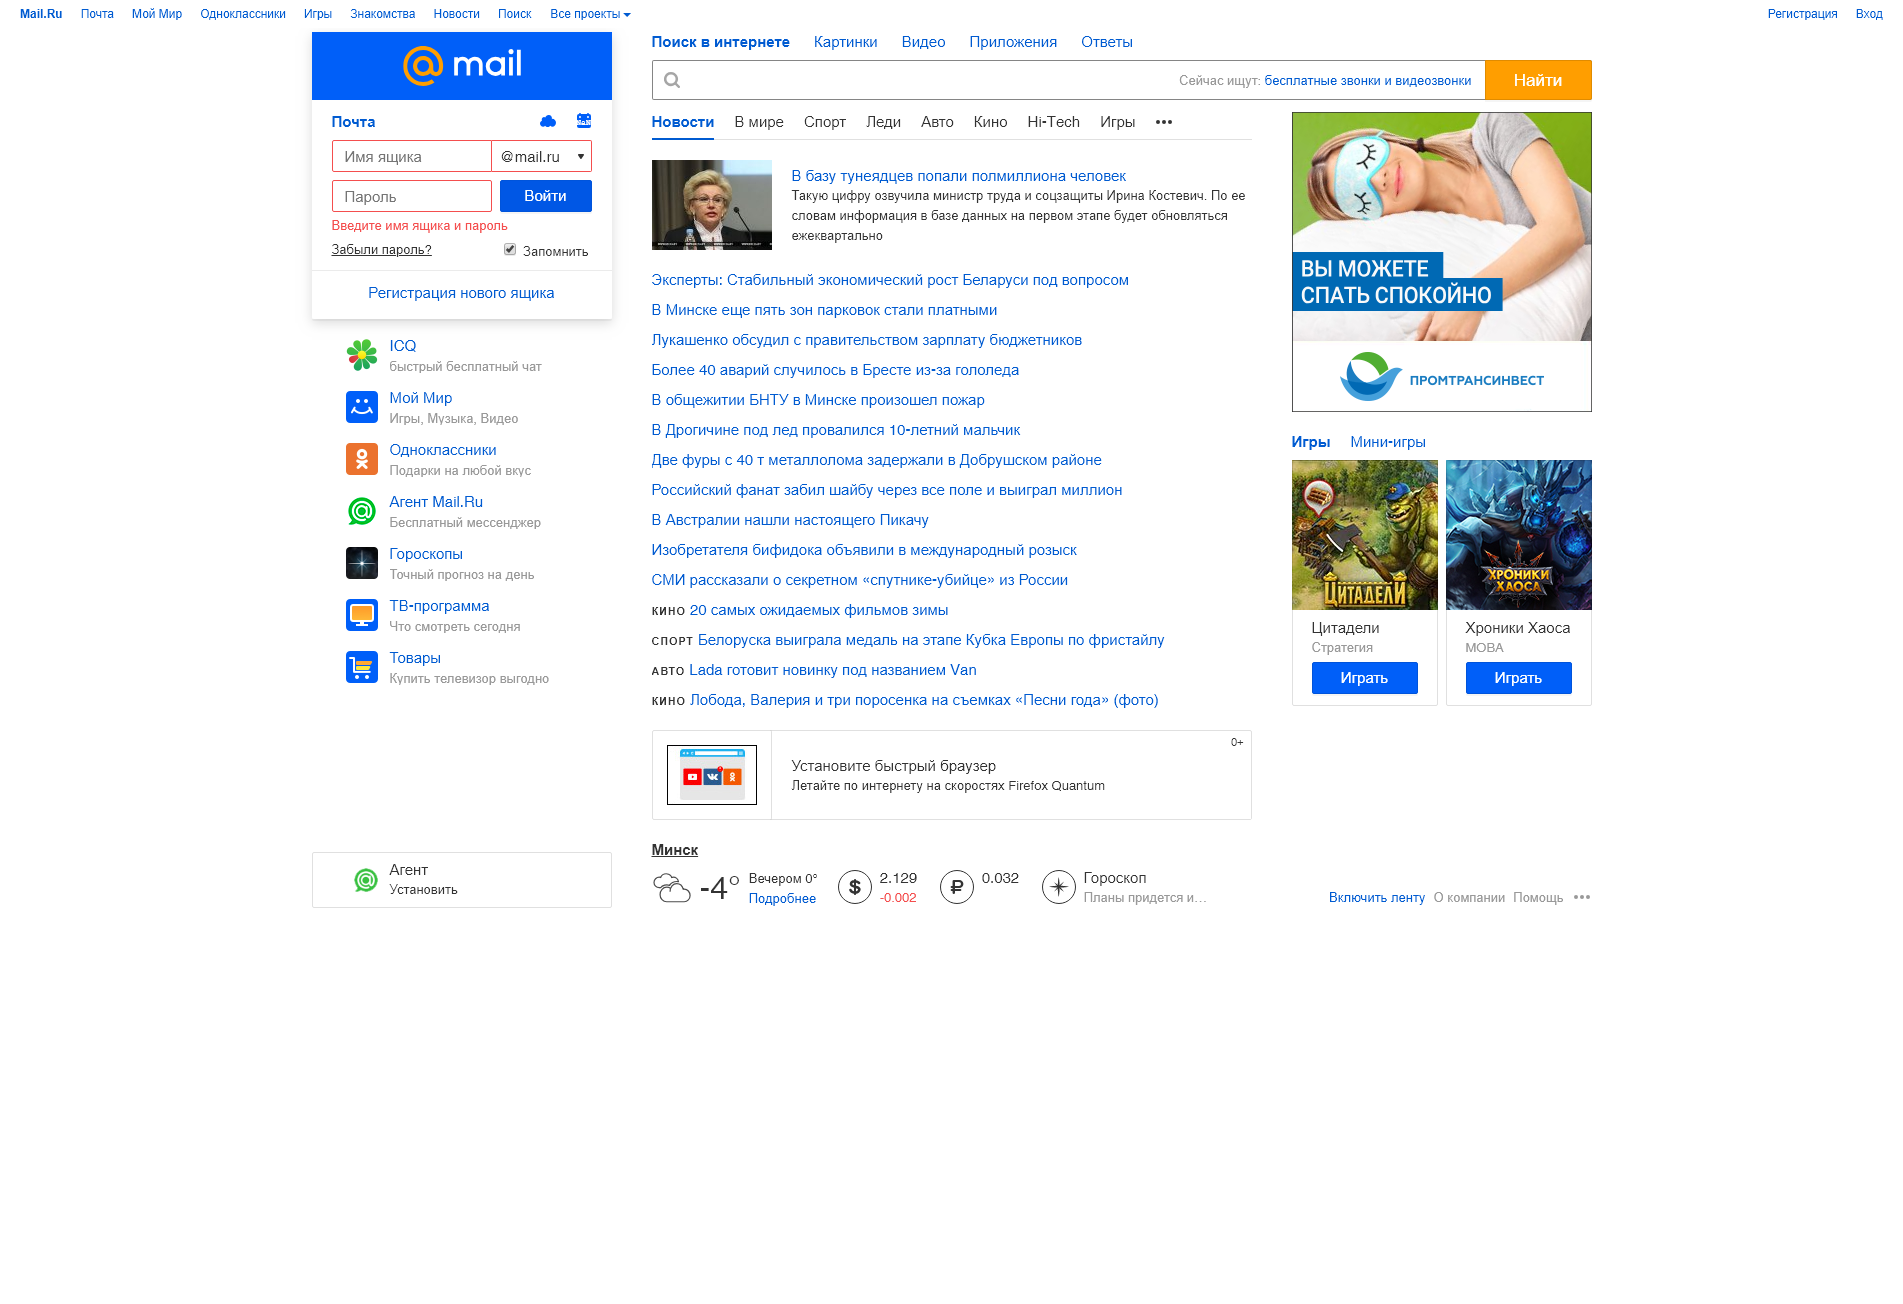 Mail.Ru Почта Мой Мир Одноклассники Игры Знакомства Новости Поиск Все проекты
Регистрация Вход
@mail
Почта
Имя ящика @mail.ru
Пароль Войти
Введите имя ящика и пароль
Забыли пароль? Запомнить
Регистрация нового ящика
ICQ
быстрый бесплатный чат
Мой Мир
Игры, Музыка, Видео
Одноклассники
Подарки на любой вкус
Агент Mail.Ru
Бесплатный мессенджер
Гороскопы
Точный прогноз на день
ТВ-программа
Что смотреть сегодня
Товары
Купить телевизор выгодно
Агент
Установить
Поиск в интернете Картинки Видео Приложения Ответы
Сейчас ищут: бесплатные звонки и видеозвонки Найти
Новости В мире Спорт Леди Авто Кино Hi-Tech Игры •••
В базу тунеядцев попали полмиллиона человек
Такую цифру озвучила министр труда и соцзащиты Ирина Костевич. По ее
словам информация в базе данных на первом этапе будет обновляться
ежеквартально
Эксперты: Стабильный экономический рост Беларуси под вопросом
В Минске еще пять зон парковок стали платными
Лукашенко обсудил с правительством зарплату бюджетников
Более 40 аварий случилось в Бресте из-за гололеда
В общежитии БНТУ в Минске произошел пожар
В Дрогичине под лед провалился 10-летний мальчик
Две фуры с 40 т металлолома задержали в Добрушском районе
Российский фанат забил шайбу через все поле и выиграл миллион
В Австралии нашли настоящего Пикачу
Изобретателя бифидока объявили в международный розыск
СМИ рассказали о секретном «спутнике-убийце» из России
КИНО 20 самых ожидаемых фильмов зимы
СПОРТ Белоруска выиграла медаль на этапе Кубка Европы по фристайлу
АВТО Lada готовит новинку под названием Van
КИНО Лобода, Валерия и три поросенка на съемках «Песни года» (фото)
0+
Установите быстрый браузер
Летайте по интернету на скоростях Firefox Quantum
Минск
-4° Вечером 0°
Подробнее
$ 2.129
-0.002
₽ 0.032
Гороскоп
Планы придется и…
ВЫ МОЖЕТЕ
СПАТЬ СПОКОЙНО
ПРОМТРАНСИНВЕСТ
Игры Мини-игры
ЦИТАДЕЛИ
ХРОНИКИ
ХАОСА
Цитадели
Стратегия
Играть
Хроники Хаоса
MOBA
Играть
Включить ленту О компании Помощь •••